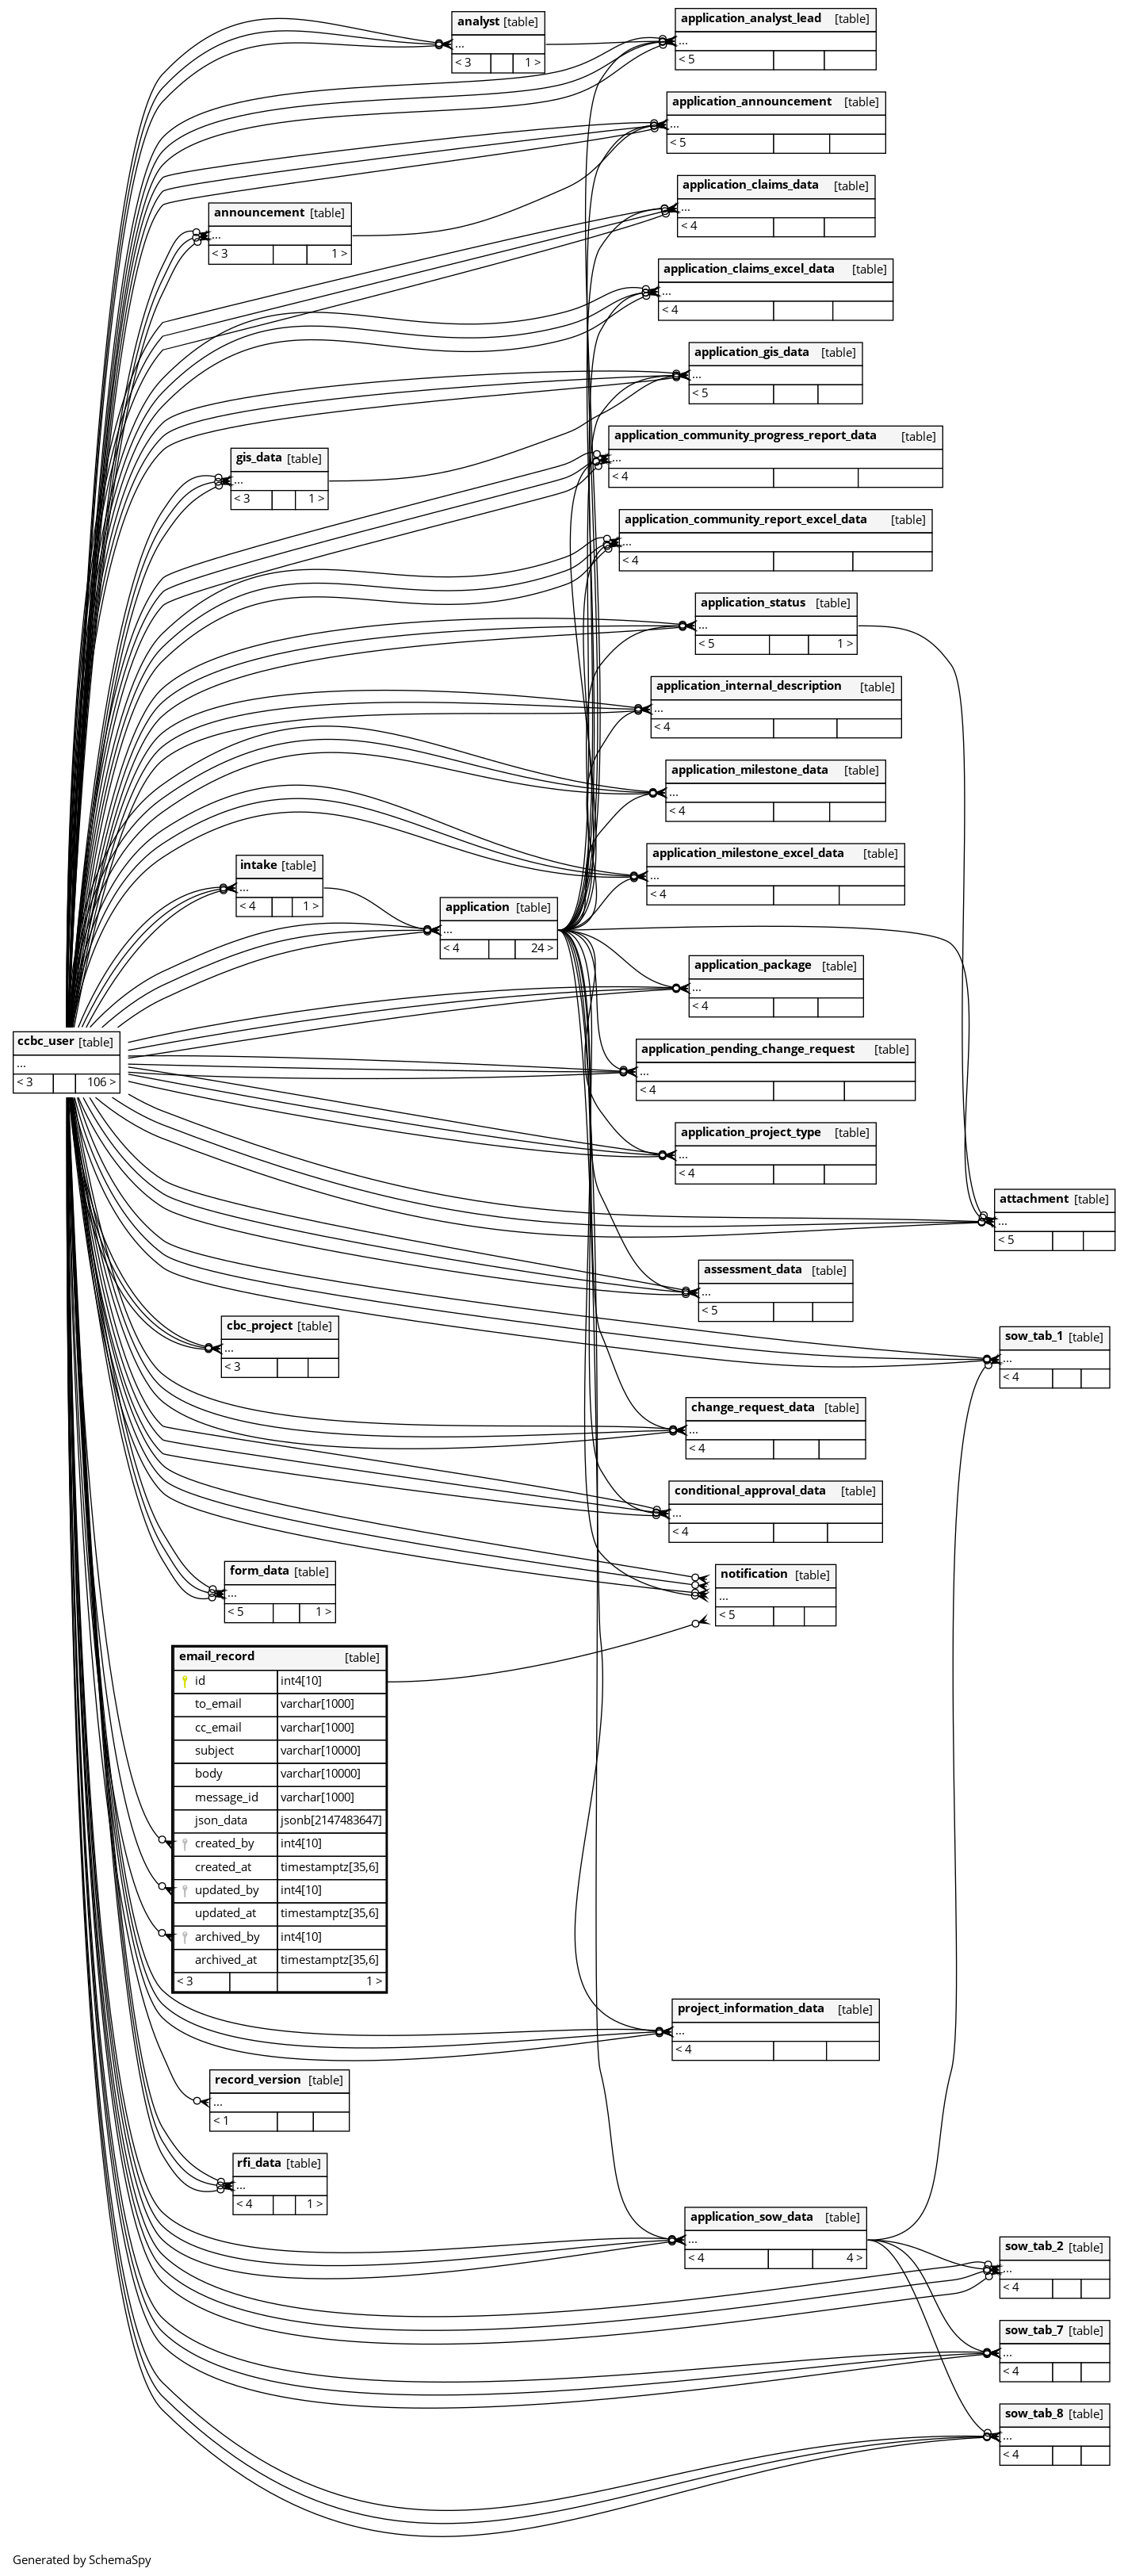 analyst [table]
...
< 3 1 >
application_analyst_lead [table]
...
< 5
application_announcement [table]
...
< 5
application_claims_data [table]
...
< 4
announcement [table]
...
< 3 1 >
application_claims_excel_data [table]
...
< 4
application_gis_data [table]
...
< 5
application_community_progress_report_data [table]
...
< 4
gis_data [table]
...
< 3 1 >
application_community_report_excel_data [table]
...
< 4
application_status [table]
...
< 5 1 >
application_internal_description [table]
...
< 4
application_milestone_data [table]
...
< 4
application_milestone_excel_data [table]
...
< 4
intake [table]
...
< 4 1 >
application [table]
...
< 4 24 >
application_package [table]
...
< 4
ccbc_user [table]
...
< 3 106 >
application_pending_change_request [table]
...
< 4
application_project_type [table]
...
< 4
attachment [table]
...
< 5
assessment_data [table]
...
< 5
cbc_project [table]
...
< 3
sow_tab_1 [table]
...
< 4
change_request_data [table]
...
< 4
conditional_approval_data [table]
...
< 4
form_data [table]
...
< 5 1 >
notification [table]
...
< 5
email_record [table]
id int4[10]
to_email varchar[1000]
cc_email varchar[1000]
subject varchar[10000]
body varchar[10000]
message_id varchar[1000]
json_data jsonb[2147483647]
created_by int4[10]
created_at timestamptz[35,6]
updated_by int4[10]
updated_at timestamptz[35,6]
archived_by int4[10]
archived_at timestamptz[35,6]
< 3 1 >
project_information_data [table]
...
< 4
record_version [table]
...
< 1
rfi_data [table]
...
< 4 1 >
application_sow_data [table]
...
< 4 4 >
sow_tab_2 [table]
...
< 4
sow_tab_7 [table]
...
< 4
sow_tab_8 [table]
...
< 4
Generated by SchemaSpy